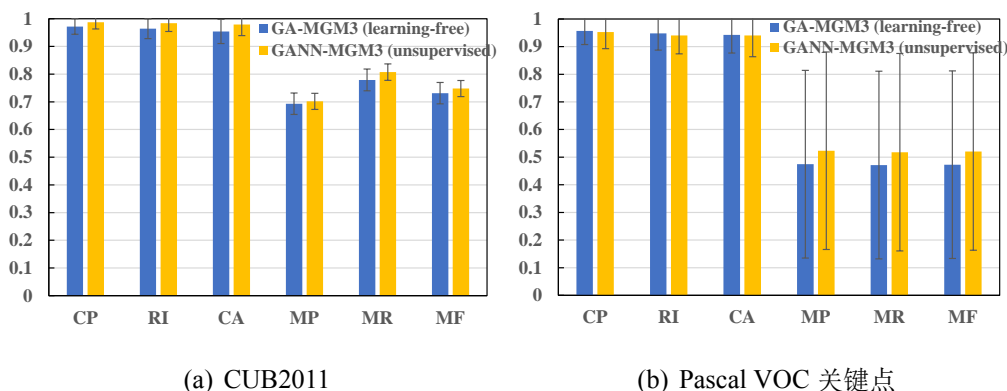 1
0.9
0.8
0.7
0.6
0.5
0.4
0.3
0.2
0.1
0
GA-MGM3 (learning-free)
GANN-MGM3 (unsupervised)
CP RI CA MP MR MF
(a) CUB2011
1
0.9
0.8
0.7
0.6
0.5
0.4
0.3
0.2
0.1
0
GA-MGM3 (learning-free)
GANN-MGM3 (unsupervised)
CP RI CA MP MR MF
(b) Pascal VOC 关键点